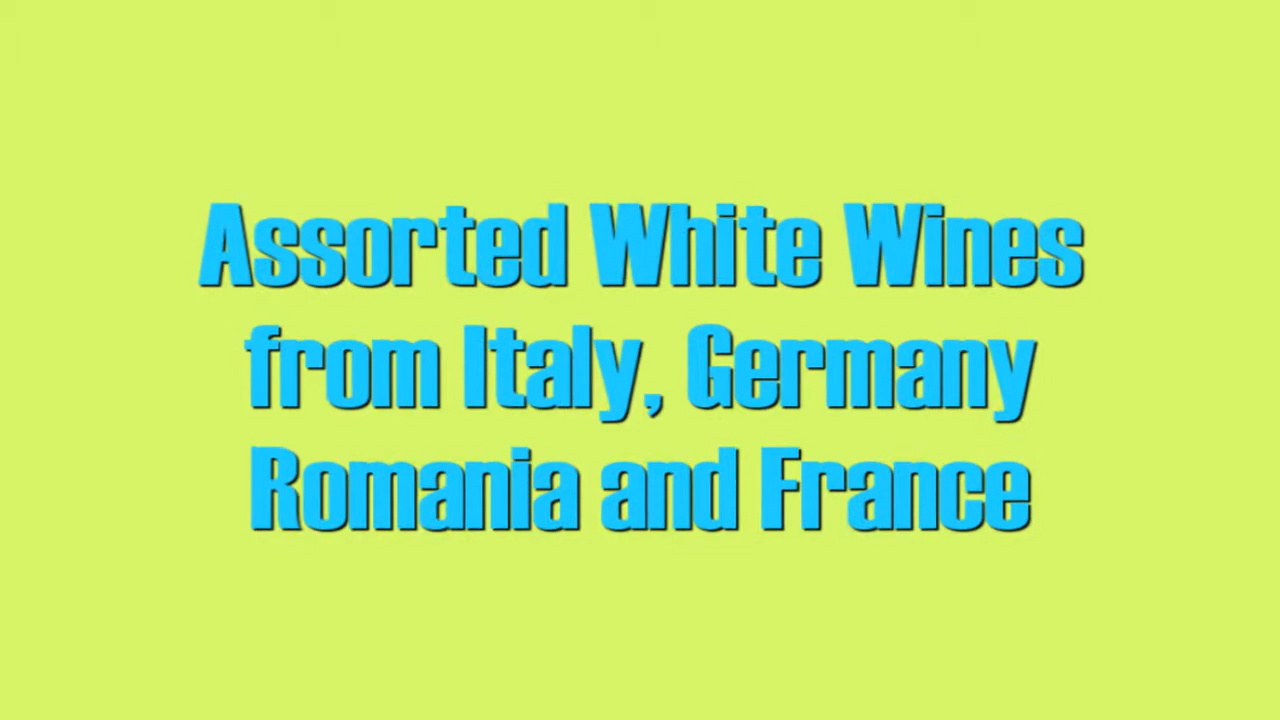 Assorted White Wines
from Italy, Germany
Romania and France